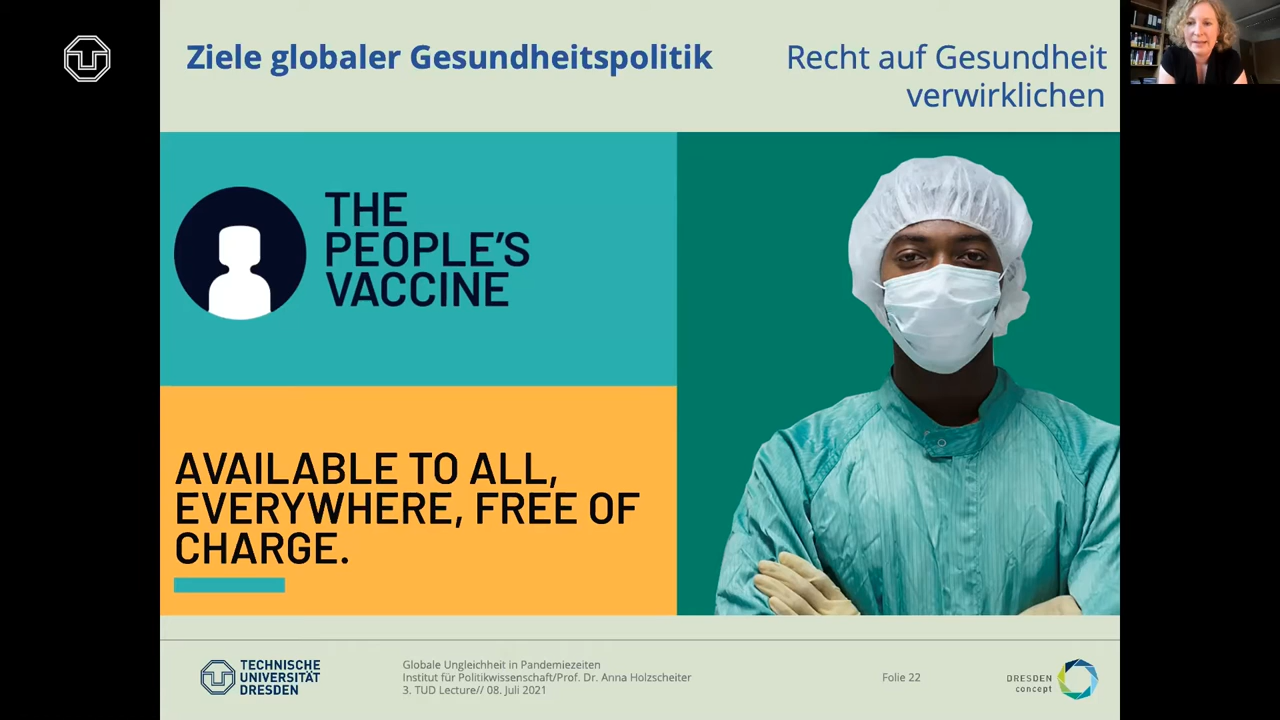 Ziele globaler Gesundheitspolitik
Recht auf Gesundheit
verwirklichen
THE
PEOPLE'S
VACCINE
AVAILABLE TO ALL,
EVERYWHERE, FREE OF
CHARGE.
TECHNISCHE
UNIVERSITÄT
DRESDEN
Globale Ungleichheit in Pandemiezeiten
Institut für Politikwissenschaft/Prof. Dr. Anna Holzscheiter
3. TUD Lecture// 08. Juli 2021
Folie 22
DRESDEN
concept